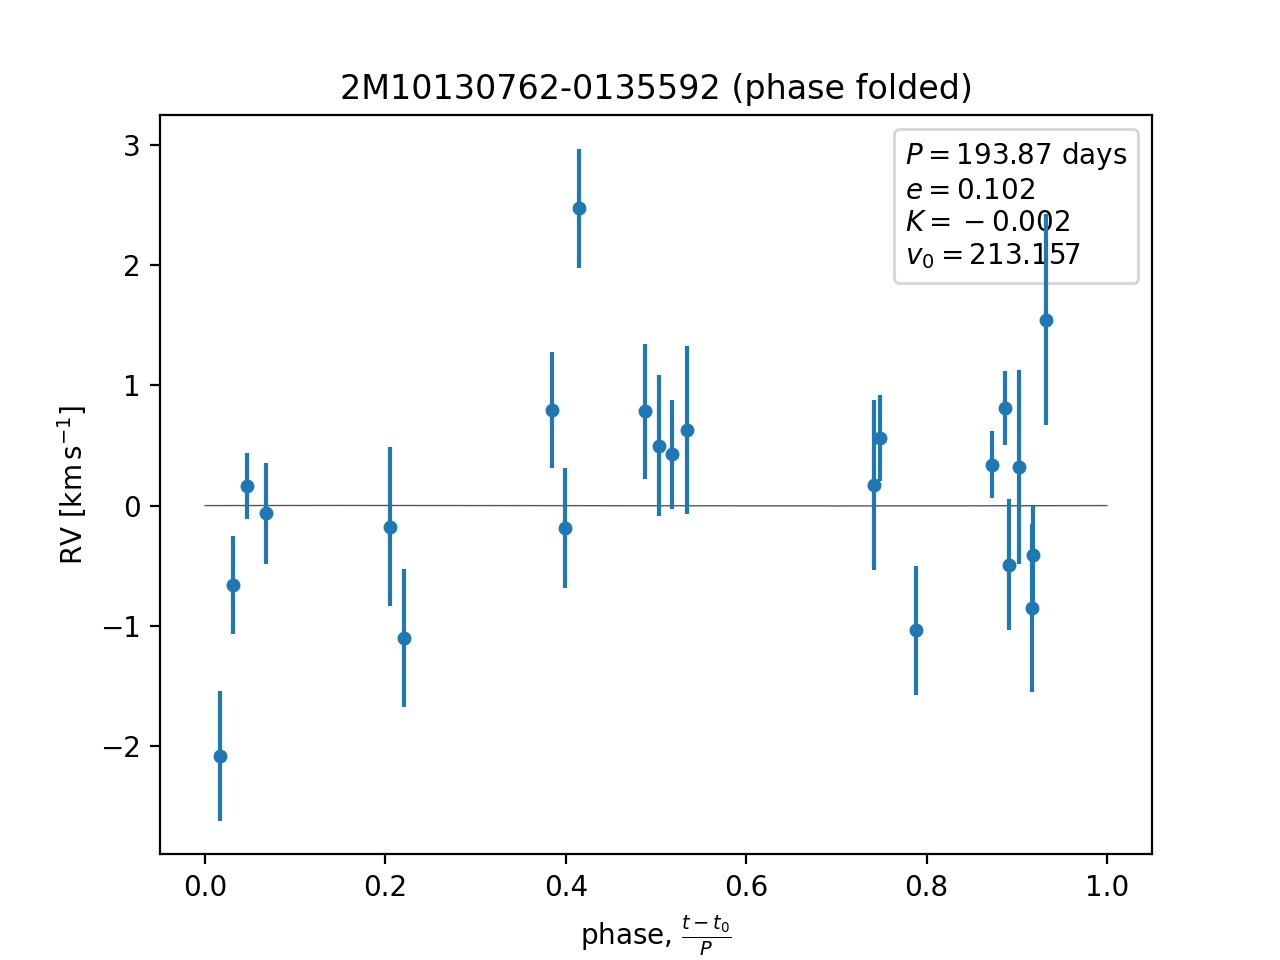 2M10130762-0135592 (phase folded)
P = 193.87 days
e = 0.102
K = −0.002
v₀ = 213.157
3
2
1
0
−1
−2
RV [km s⁻¹]
0.0 0.2 0.4 0.6 0.8 1.0
phase, (t − t₀)/P